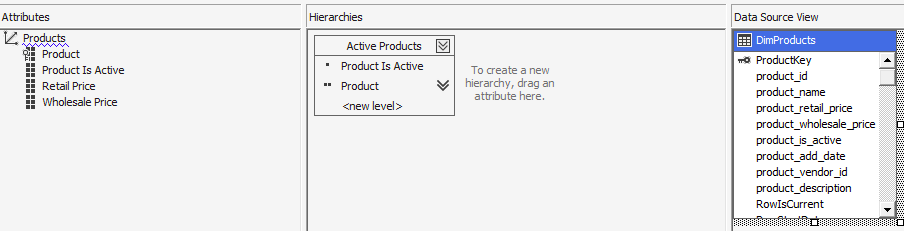 Attributes
Products
Product
Product Is Active
Retail Price
Wholesale Price
Hierarchies
Active Products
Product Is Active
Product
<new level>
To create a new
hierarchy, drag an
attribute here.
Data Source View
DimProducts
ProductKey
product_id
product_name
product_retail_price
product_wholesale_price
product_is_active
product_add_date
product_vendor_id
product_description
RowIsCurrent